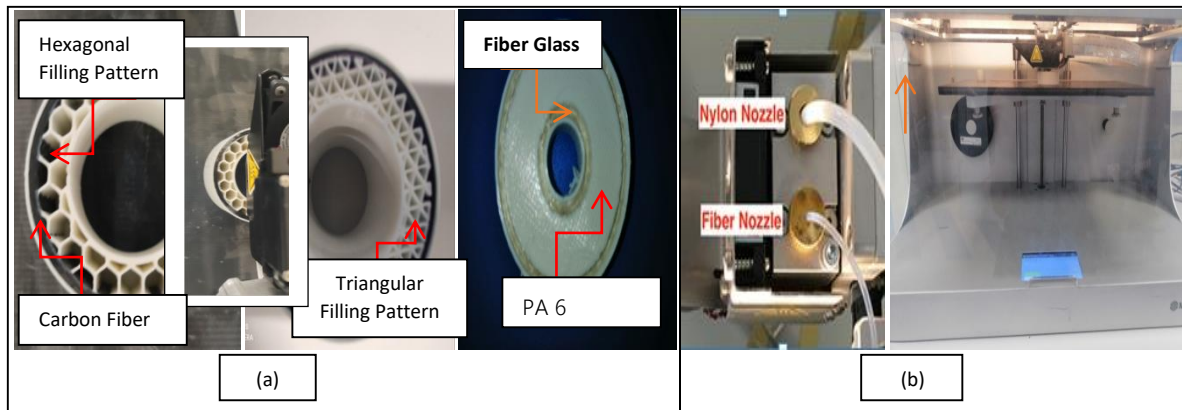 Hexagonal
Filling Pattern
Carbon Fiber
Triangular
Filling Pattern
Fiber Glass
PA 6
(a)
Nylon Nozzle
Fiber Nozzle
(b)